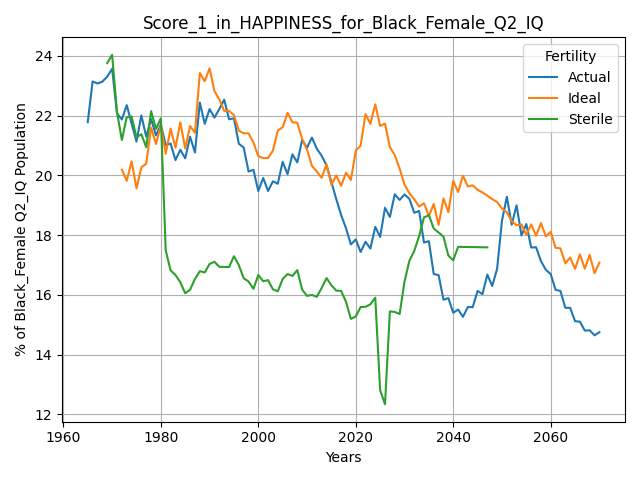 Score_1_in_HAPPINESS_for_Black_Female_Q2_IQ
% of Black_Female Q2_IQ Population
24
22
20
18
16
14
12
Fertility
Actual
Ideal
Sterile
1960
1980
2000
2020
2040
2060
Years